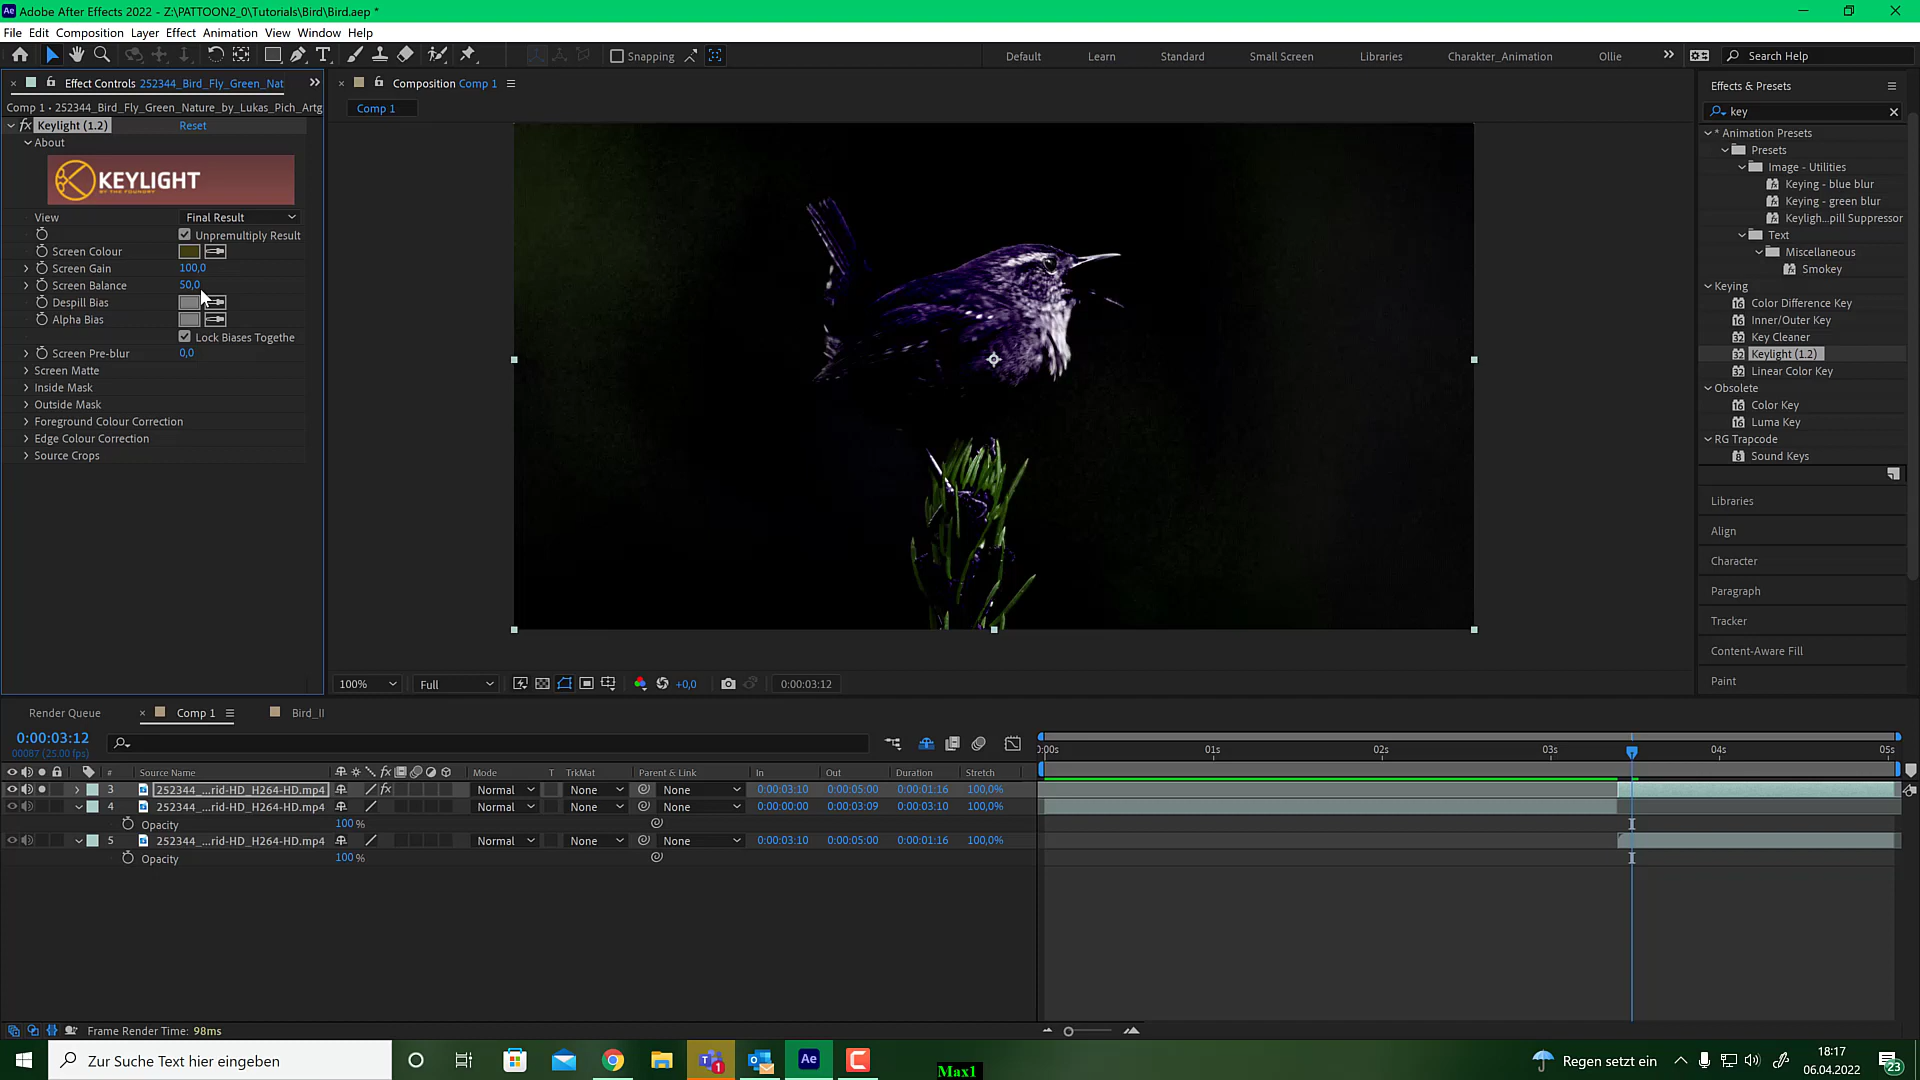 Adobe After Effects 2022 - Z:\PATTOON2_0\Tutorials\Bird\Bird.aep *
File Edit Composition Layer Effect Animation View Window Help
Snapping Default Learn Standard Small Screen Libraries Charakter_Animation Ollie Search Help
Effect Controls 252344_Bird_Fly_Green_Nat
Composition Comp 1
Effects & Presets
Comp 1 • 252344_Bird_Fly_Green_Nature_by_Lukas_Pich_Artg
Comp 1
key
Keylight (1.2) Reset
About
KEYLIGHT
BY THE FOUNDRY
View Final Result
Unpremultiply Result
Screen Colour
Screen Gain 100,0
Screen Balance 50,0
Despill Bias
Alpha Bias
Lock Biases Togethe
Screen Pre-blur 0,0
Screen Matte
Inside Mask
Outside Mask
Foreground Colour Correction
Edge Colour Correction
Source Crops
* Animation Presets
Presets
Image - Utilities
Keying - blue blur
Keying - green blur
Keyligh...pill Suppressor
Text
Miscellaneous
Smokey
Keying
Color Difference Key
Inner/Outer Key
Key Cleaner
Keylight (1.2)
Linear Color Key
Obsolete
Color Key
Luma Key
RG Trapcode
Sound Keys
Libraries
Align
Character
Paragraph
Tracker
Content-Aware Fill
Paint
100% Full +0,0 0:00:03:12
Render Queue Comp 1 Bird_II
0:00:03:12
00087 (25.00 fps)
:00s 01s 02s 03s 04s 05s
# Source Name Mode T TrkMat Parent & Link In Out Duration Stretch
3 252344_...rid-HD_H264-HD.mp4 Normal None None 0:00:03:10 0:00:05:00 0:00:01:16 100,0%
4 252344_...rid-HD_H264-HD.mp4 Normal None None 0:00:00:00 0:00:03:09 0:00:03:10 100,0%
Opacity 100 %
5 252344_...rid-HD_H264-HD.mp4 Normal None None 0:00:03:10 0:00:05:00 0:00:01:16 100,0%
Opacity 100 %
Frame Render Time: 98ms
Zur Suche Text hier eingeben
Max1
Regen setzt ein
18:17
06.04.2022
23